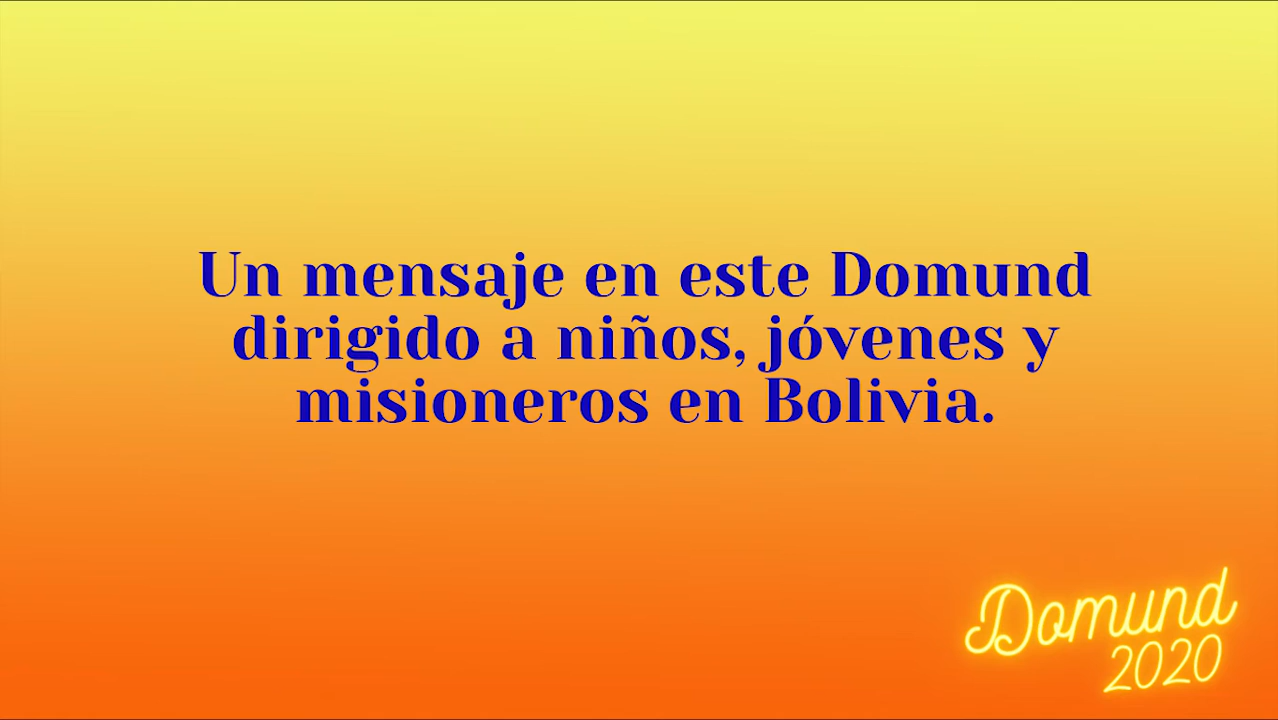 Un mensaje en este Domund
dirigido a niños, jóvenes y
misioneros en Bolivia.
Domund
2020